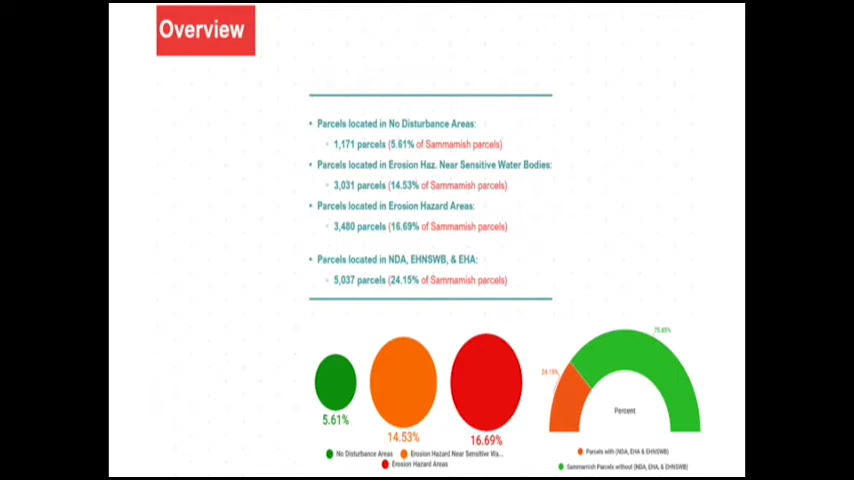 Overview
• Parcels located in No Disturbance Areas:
• 1,171 parcels (5.61% of Sammamish parcels)
• Parcels located in Erosion Haz. Near Sensitive Water Bodies:
• 3,031 parcels (14.53% of Sammamish parcels)
• Parcels located in Erosion Hazard Areas:
• 3,480 parcels (16.69% of Sammamish parcels)
• Parcels located in NDA, EHNSWB, & EHA:
• 5,037 parcels (24.15% of Sammamish parcels)
75.85%
24.15%
Percent
5.61%
14.53%
16.69%
No Disturbance Areas
Erosion Hazard Near Sensitive Wa...
Erosion Hazard Areas
Parcels with (NDA, EHA & EHNSWB)
Sammamish Parcels without (NDA, EHA, & EHNSWB)